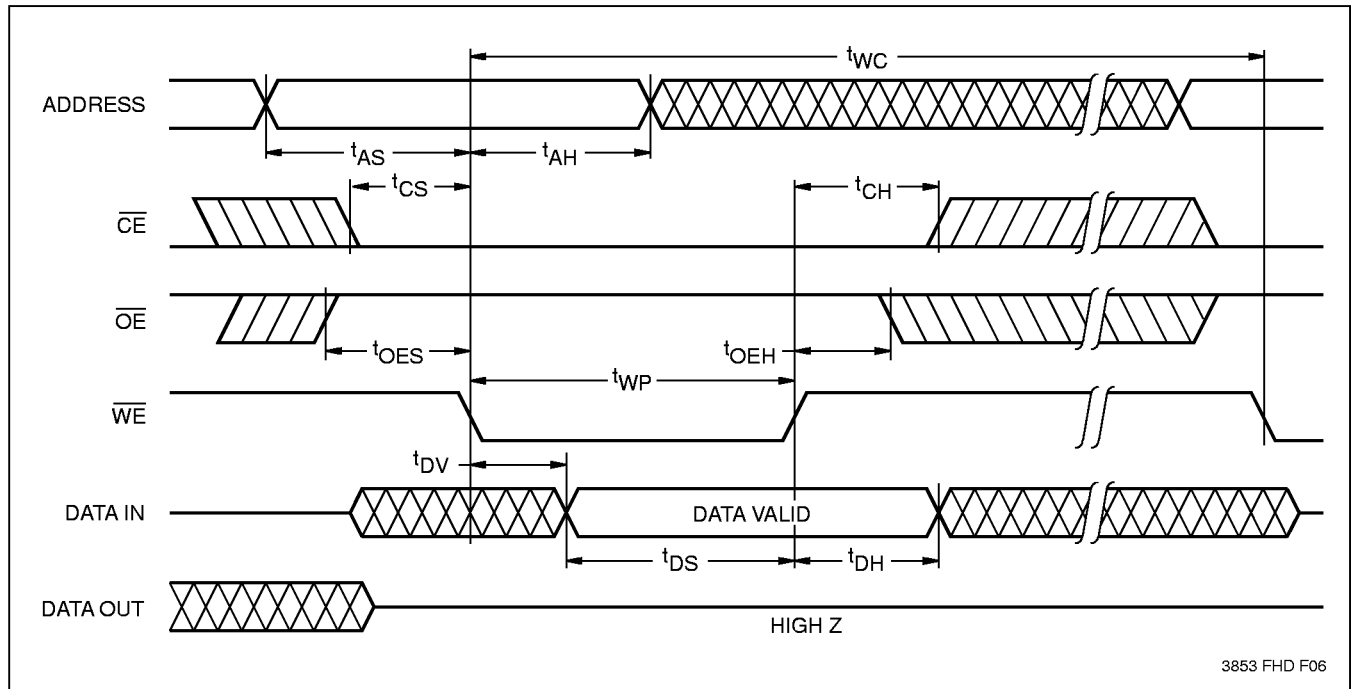 tWC
ADDRESS
tAS
tAH
tCS
tCH
CE
OE
tOES
tOEH
tWP
WE
tDV
DATA IN
DATA VALID
tDS
tDH
DATA OUT
HIGH Z
3853 FHD F06